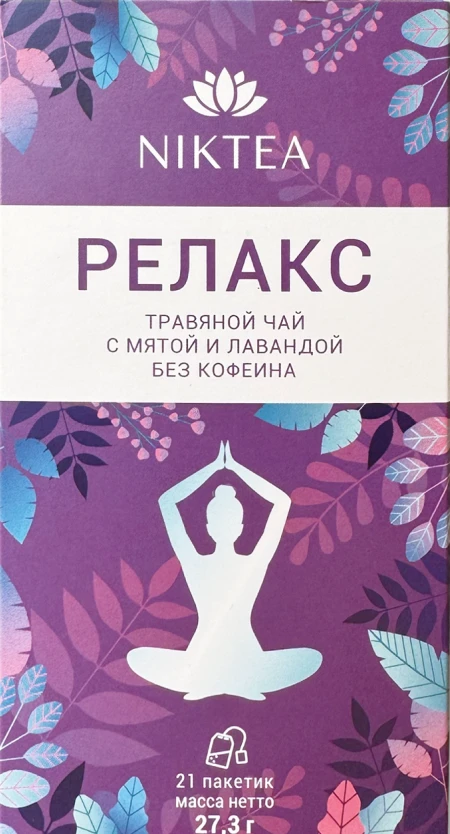 NIKTEA
РЕЛАКС
ТРАВЯНОЙ ЧАЙ
С МЯТОЙ И ЛАВАНДОЙ
БЕЗ КОФЕИНА
21 пакетик
масса нетто
27,3 г